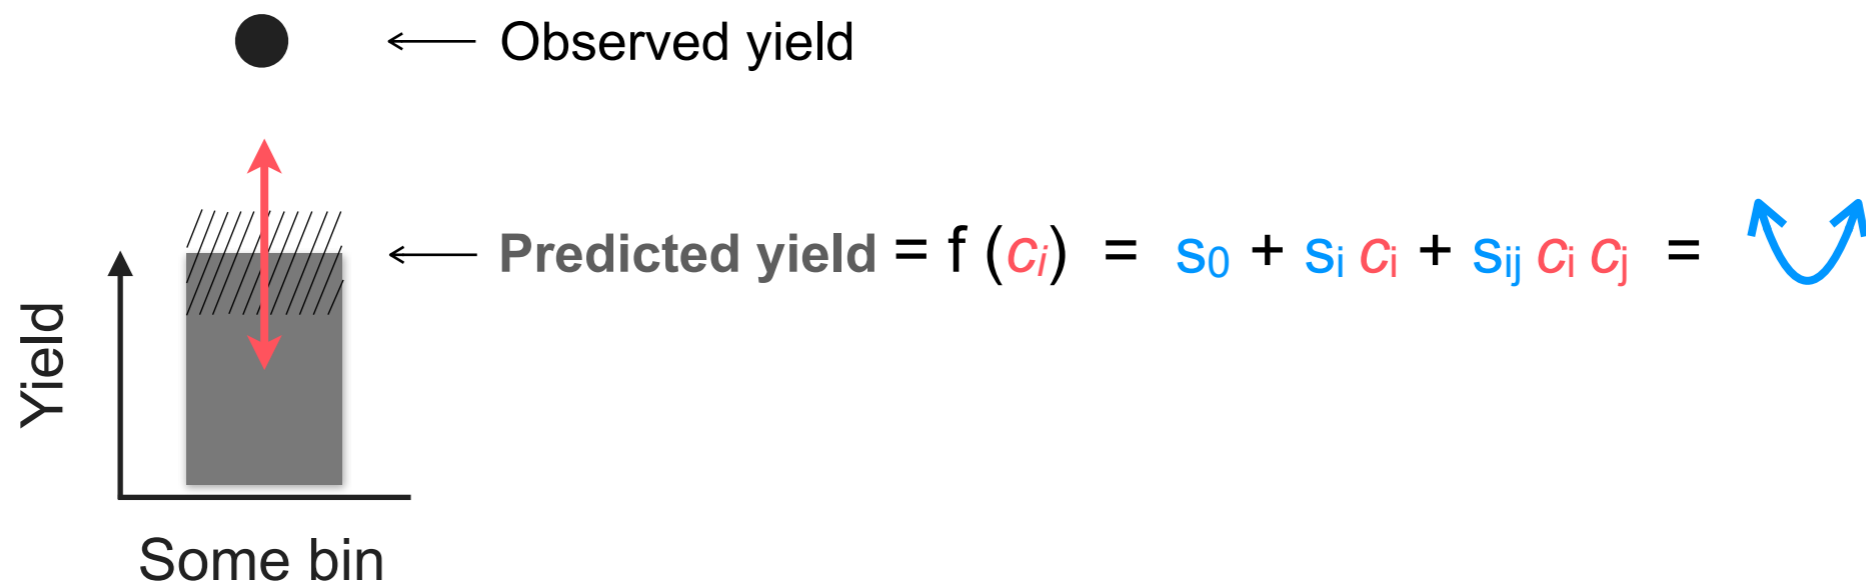 Observed yield
Predicted yield = f (cᵢ) = s₀ + sᵢ cᵢ + sᵢⱼ cᵢ cⱼ =
Yield
Some bin